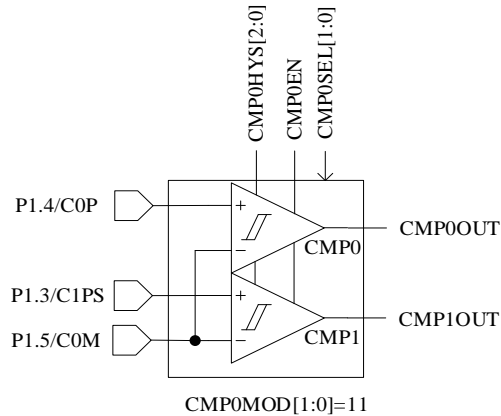 CMP0HYS[2:0]
CMP0EN
CMP0SEL[1:0]
P1.4/C0P
+
-
CMP0
CMP0OUT
P1.3/C1PS
+
P1.5/C0M
-
CMP1
CMP1OUT
CMP0MOD[1:0]=11